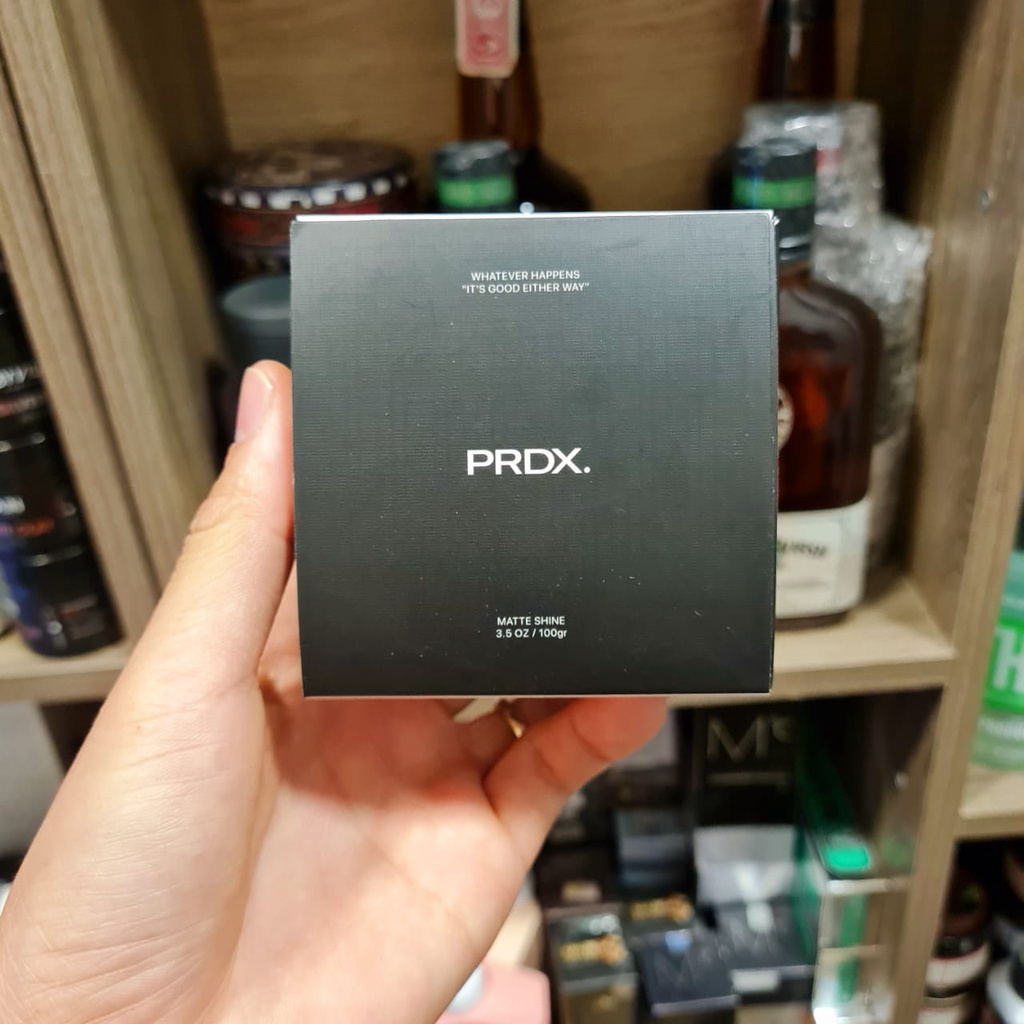 WHATEVER HAPPENS
"IT'S GOOD EITHER WAY"
PRDX.
MATTE SHINE
3.5 OZ / 100gr